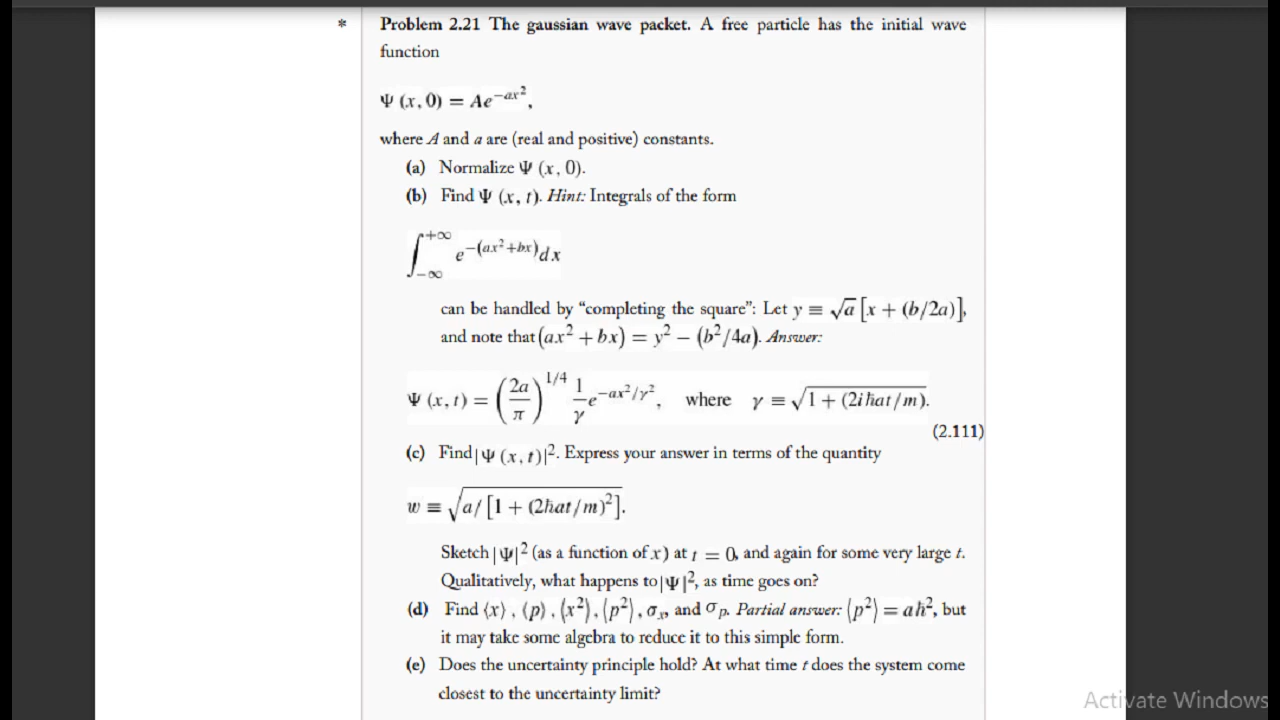 * Problem 2.21 The gaussian wave packet. A free particle has the initial wave
function
Ψ (x, 0) = Ae^{−ax²},
where A and a are (real and positive) constants.
(a) Normalize Ψ (x, 0).
(b) Find Ψ (x, t). Hint: Integrals of the form
∫_{−∞}^{+∞} e^{−(ax²+bx)} dx
can be handled by “completing the square”: Let y ≡ √a [x + (b/2a)],
and note that (ax² + bx) = y² − (b²/4a). Answer:
Ψ (x, t) = (2a/π)^{1/4} (1/γ) e^{−ax²/γ²}, where γ ≡ √(1 + (2iħat/m)).
(2.111)
(c) Find |Ψ (x, t)|². Express your answer in terms of the quantity
w ≡ √(a/ [1 + (2ħat/m)²]).
Sketch |Ψ|² (as a function of x) at t = 0, and again for some very large t.
Qualitatively, what happens to |Ψ|², as time goes on?
(d) Find ⟨x⟩, ⟨p⟩, ⟨x²⟩, ⟨p²⟩, σₓ, and σₚ. Partial answer: ⟨p²⟩ = aħ², but
it may take some algebra to reduce it to this simple form.
(e) Does the uncertainty principle hold? At what time t does the system come
closest to the uncertainty limit?
Activate Windows